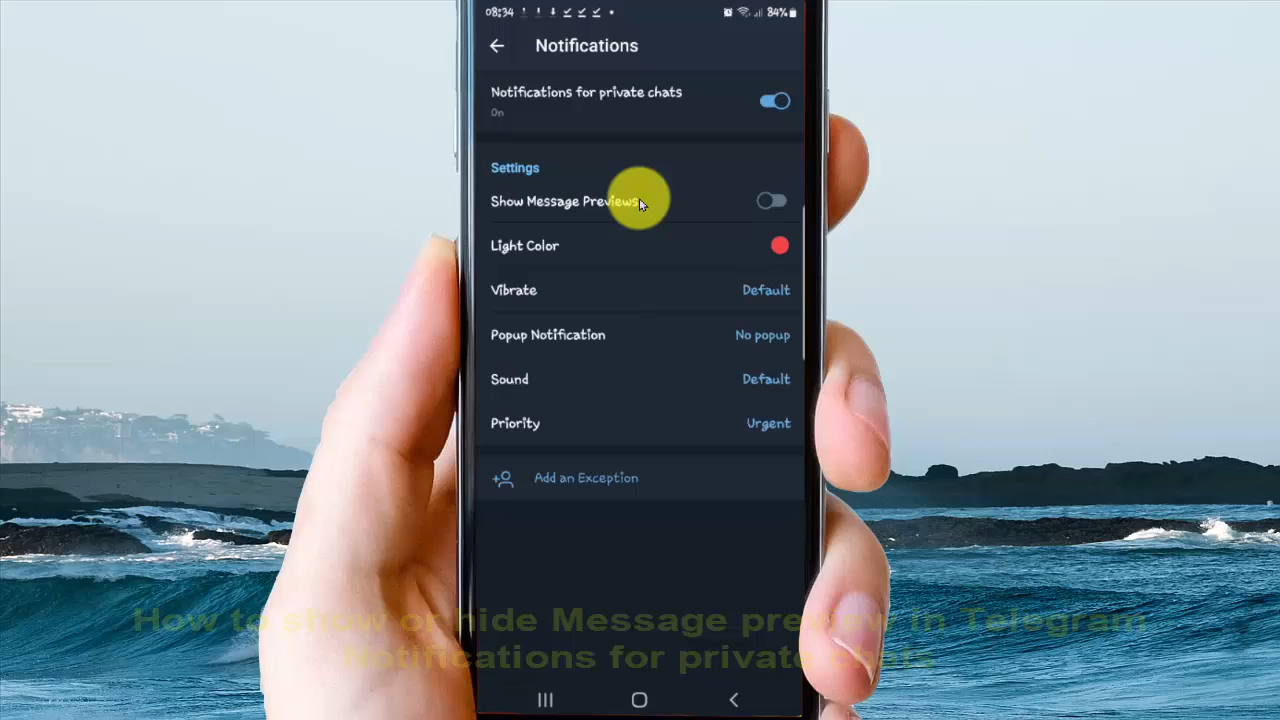 08:34 84%
Notifications
Notifications for private chats
On
Settings
Show Message Previews
Light Color
Vibrate Default
Popup Notification No popup
Sound Default
Priority Urgent
Add an Exception
How to show or hide Message preview in Telegram
Notifications for private chats